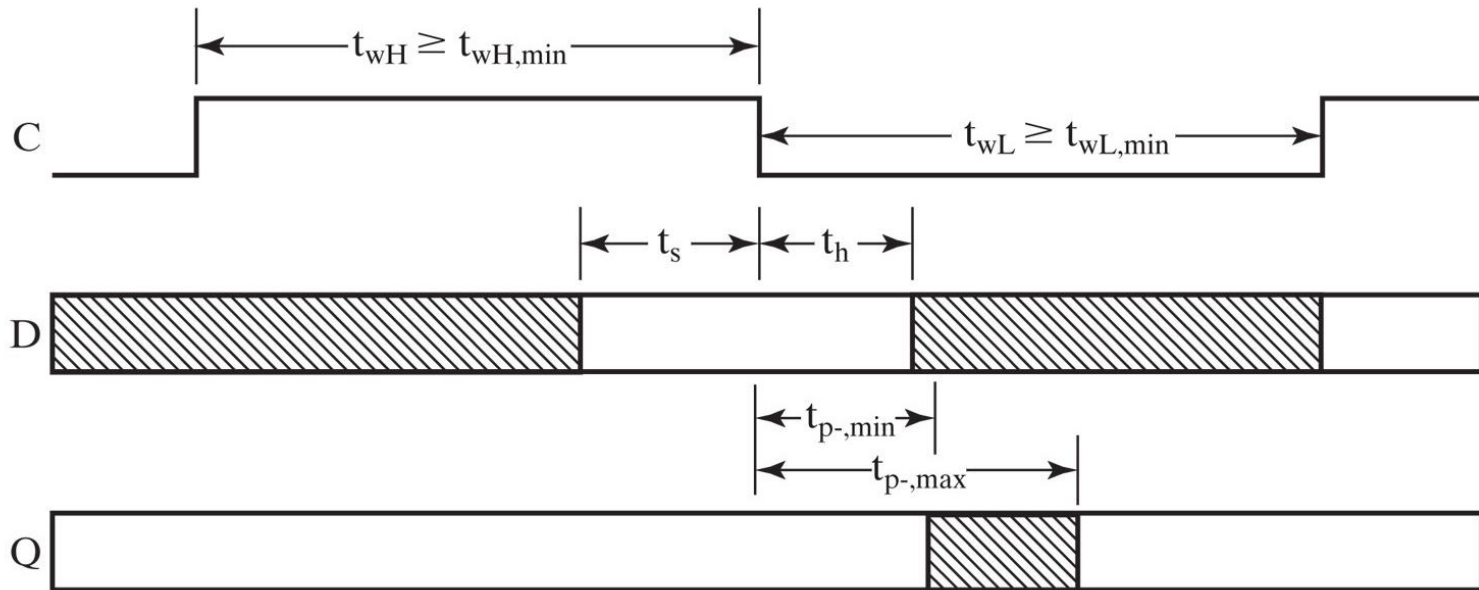 t_wH ≥ t_wH,min
C
t_wL ≥ t_wL,min
t_s t_h
D
t_p-,min
t_p-,max
Q